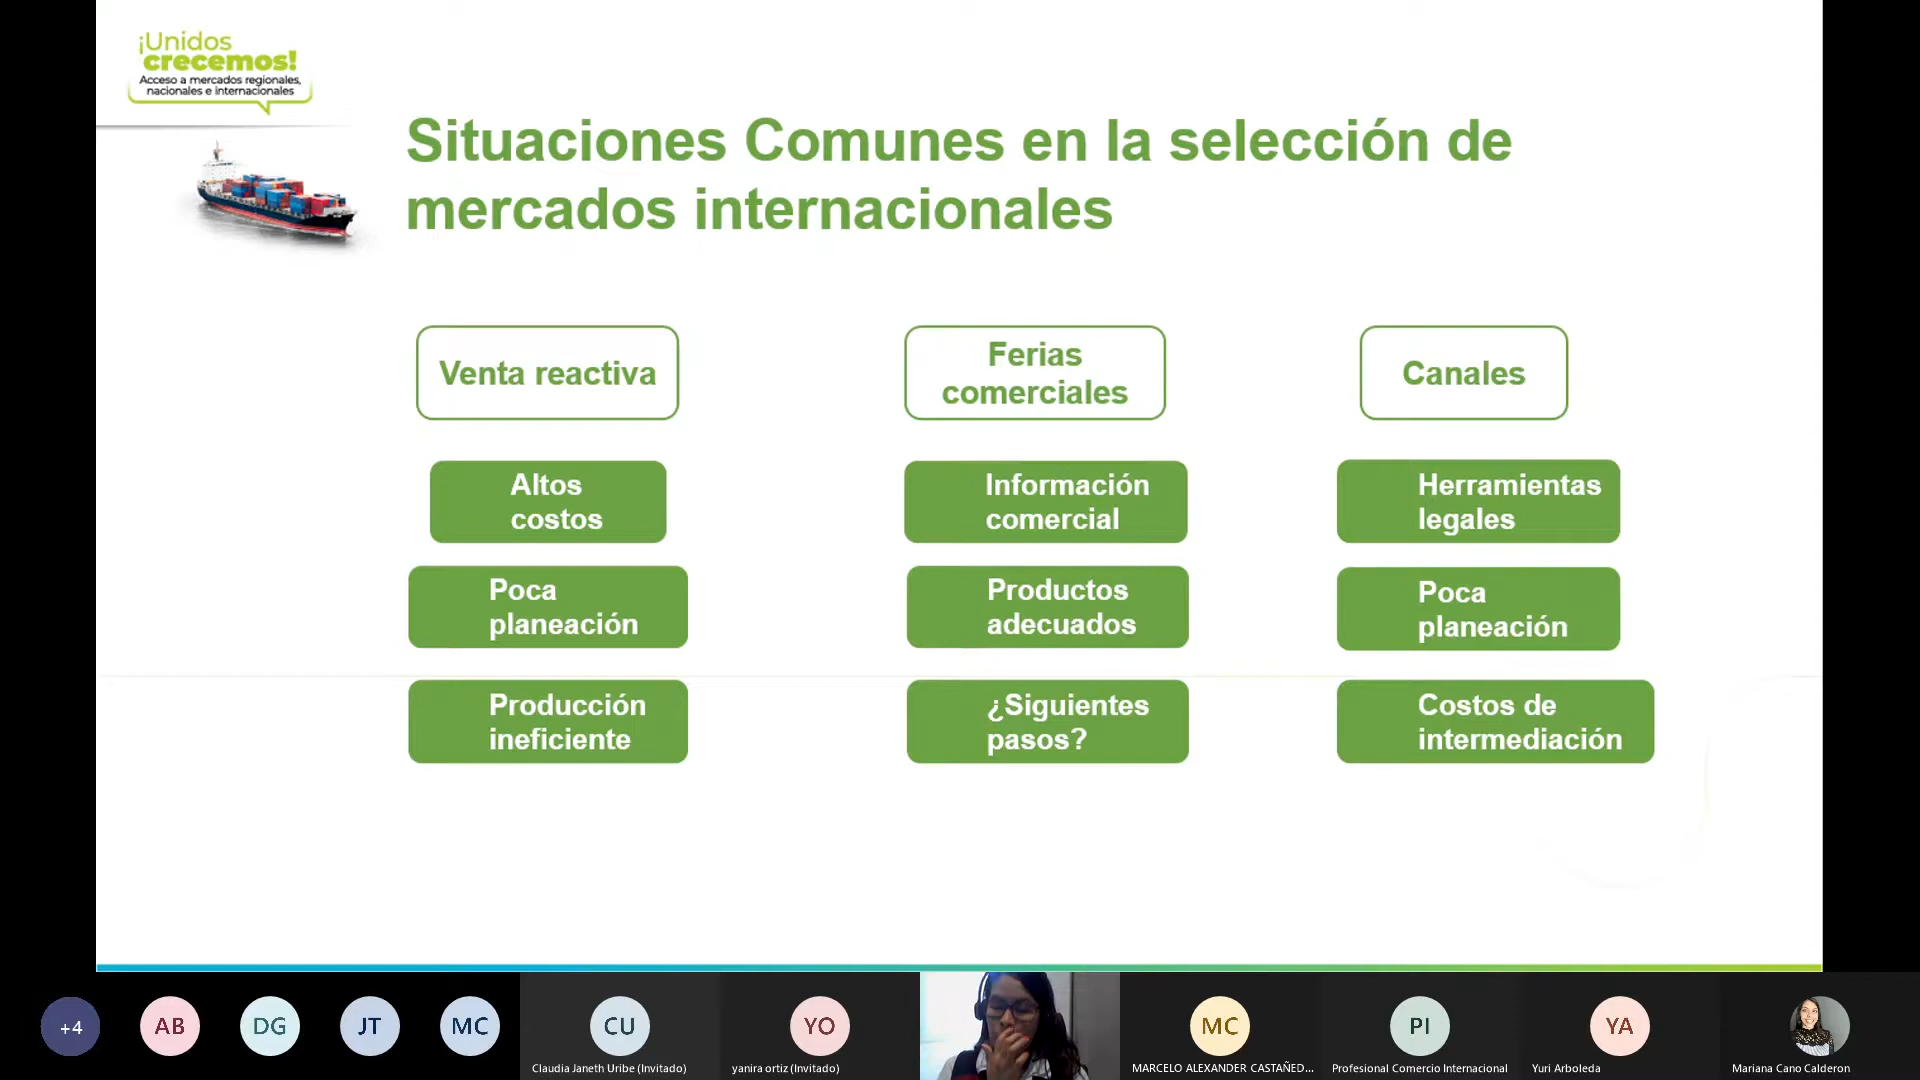 ¡Unidos
crecemos!
Acceso a mercados regionales,
nacionales e internacionales
Situaciones Comunes en la selección de
mercados internacionales
Venta reactiva
Ferias
comerciales
Canales
Altos
costos
Información
comercial
Herramientas
legales
Poca
planeación
Productos
adecuados
Poca
planeación
Producción
ineficiente
¿Siguientes
pasos?
Costos de
intermediación
+4
AB
DG
JT
MC
CU
YO
MC
PI
YA
Claudia Janeth Uribe (Invitado)
yanira ortiz (Invitado)
MARCELO ALEXANDER CASTAÑED...
Profesional Comercio Internacional
Yuri Arboleda
Mariana Cano Calderon